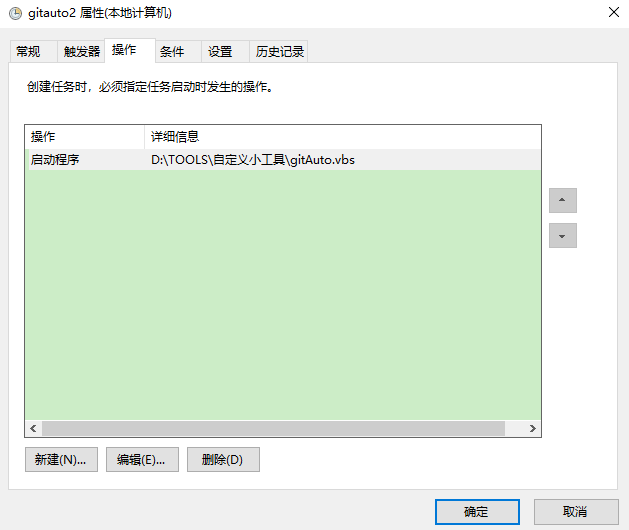 gitauto2 属性(本地计算机)
常规 触发器 操作 条件 设置 历史记录
创建任务时，必须指定任务启动时发生的操作。
操作 详细信息
启动程序 D:\TOOLS\自定义小工具\gitAuto.vbs
新建(N)... 编辑(E)... 删除(D)
确定 取消